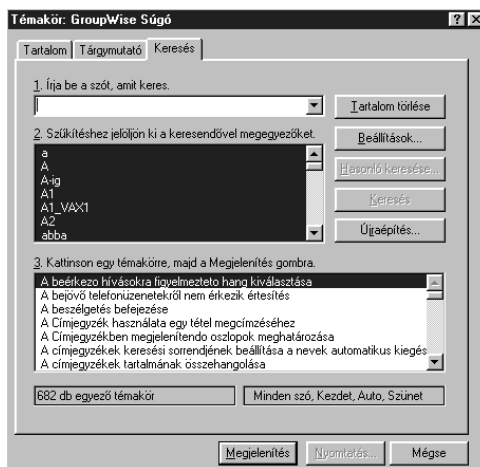 Témakör: GroupWise Súgó
Tartalom Tárgymutató Keresés
1. Írja be a szót, amit keres.
Tartalom törlése
2. Szűkítéshez jelöljön ki a keresendővel megegyezőket.
Beállítások...
a
A
A-ig
A1
A1_VAX1
A2
abba
Hasonló keresése...
Keresés
Újraépítés...
3. Kattinson egy témakörre, majd a Megjelenítés gombra.
A beérkezo hívásokra figyelmezteto hang kiválasztása
A bejövő telefonüzenetekről nem érkezik értesítés
A beszélgetés befejezése
A Címjegyzék használata egy tétel megcímzéséhez
A Címjegyzékben megjelenítendo oszlopok meghatározása
A címjegyzékek keresési sorrendjének beállítása a nevek automatikus kiegés
A címjegyzékek tartalmának összehangolása
682 db egyező témakör
Minden szó, Kezdet, Auto, Szünet
Megjelenítés Nyomtatás... Mégse